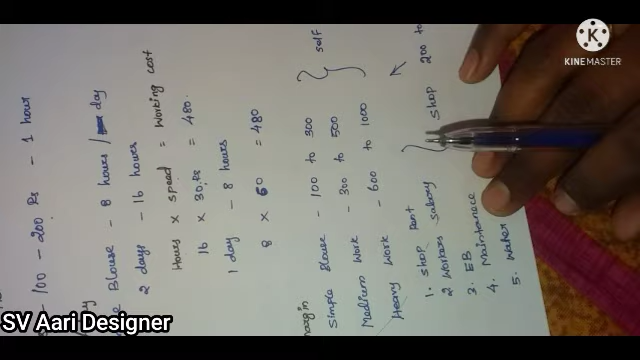 - 100 - 200 Rs - 1 hour
Blouse - 8 hours / day
2 days - 16 hours
Hours x speed = Working cost
16 x 30 Rs = 480.
1 day - 8 hours
8 x 60 = 480
margin
Simple Blouse - 100 to 300
Medium Work - 300 to 500
Heavy Work - 600 to 1000
self
1. Shop Rent
2 Workers Salary
3. EB
4. Maintanece
5. Water
Shop 200 to
KINEMASTER
SV Aari Designer